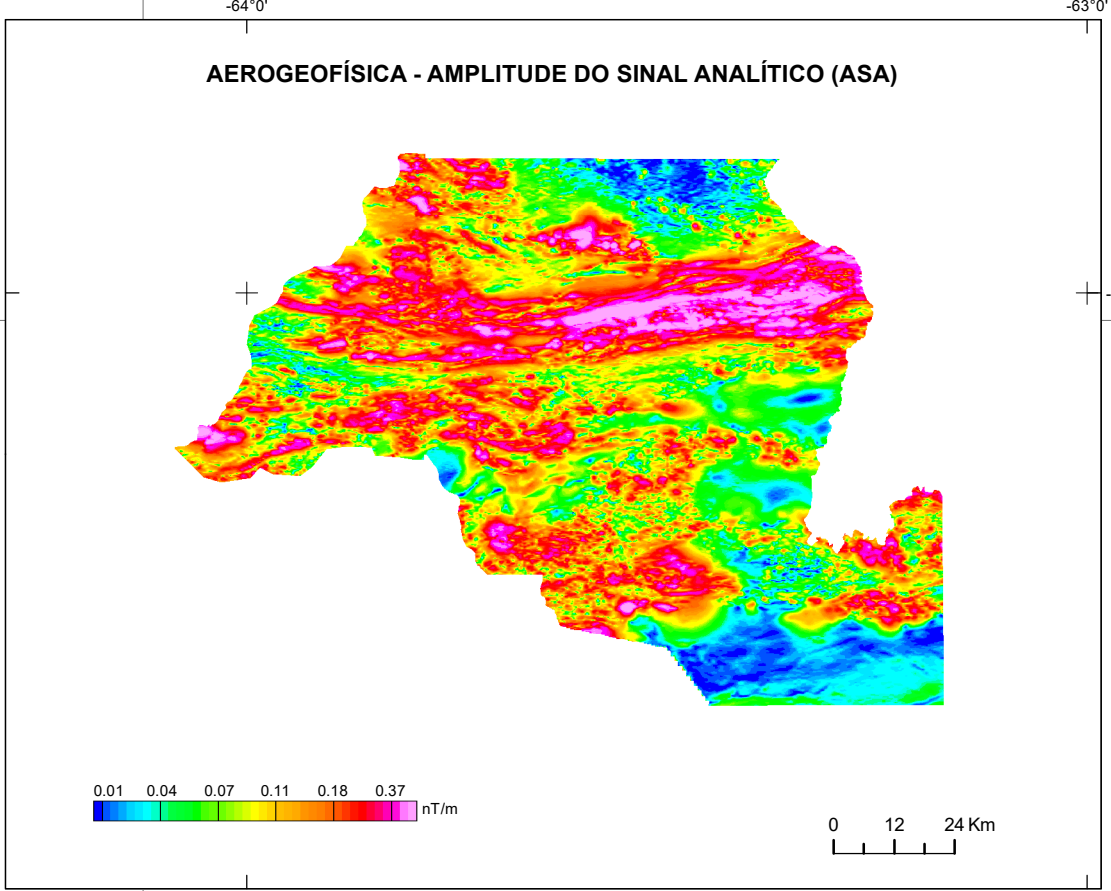 -64°0'
-63°0'
AEROGEOFÍSICA - AMPLITUDE DO SINAL ANALÍTICO (ASA)
0.01 0.04 0.07 0.11 0.18 0.37
nT/m
0 12 24 Km